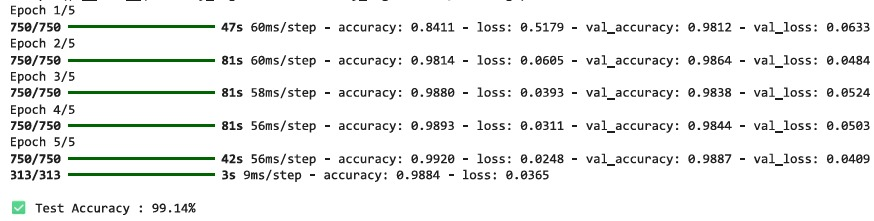 Epoch 1/5
750/750 47s 60ms/step - accuracy: 0.8411 - loss: 0.5179 - val_accuracy: 0.9812 - val_loss: 0.0633
Epoch 2/5
750/750 81s 60ms/step - accuracy: 0.9814 - loss: 0.0605 - val_accuracy: 0.9864 - val_loss: 0.0484
Epoch 3/5
750/750 81s 58ms/step - accuracy: 0.9880 - loss: 0.0393 - val_accuracy: 0.9838 - val_loss: 0.0524
Epoch 4/5
750/750 81s 56ms/step - accuracy: 0.9893 - loss: 0.0311 - val_accuracy: 0.9844 - val_loss: 0.0503
Epoch 5/5
750/750 42s 56ms/step - accuracy: 0.9920 - loss: 0.0248 - val_accuracy: 0.9887 - val_loss: 0.0409
313/313 3s 9ms/step - accuracy: 0.9884 - loss: 0.0365
✅ Test Accuracy : 99.14%